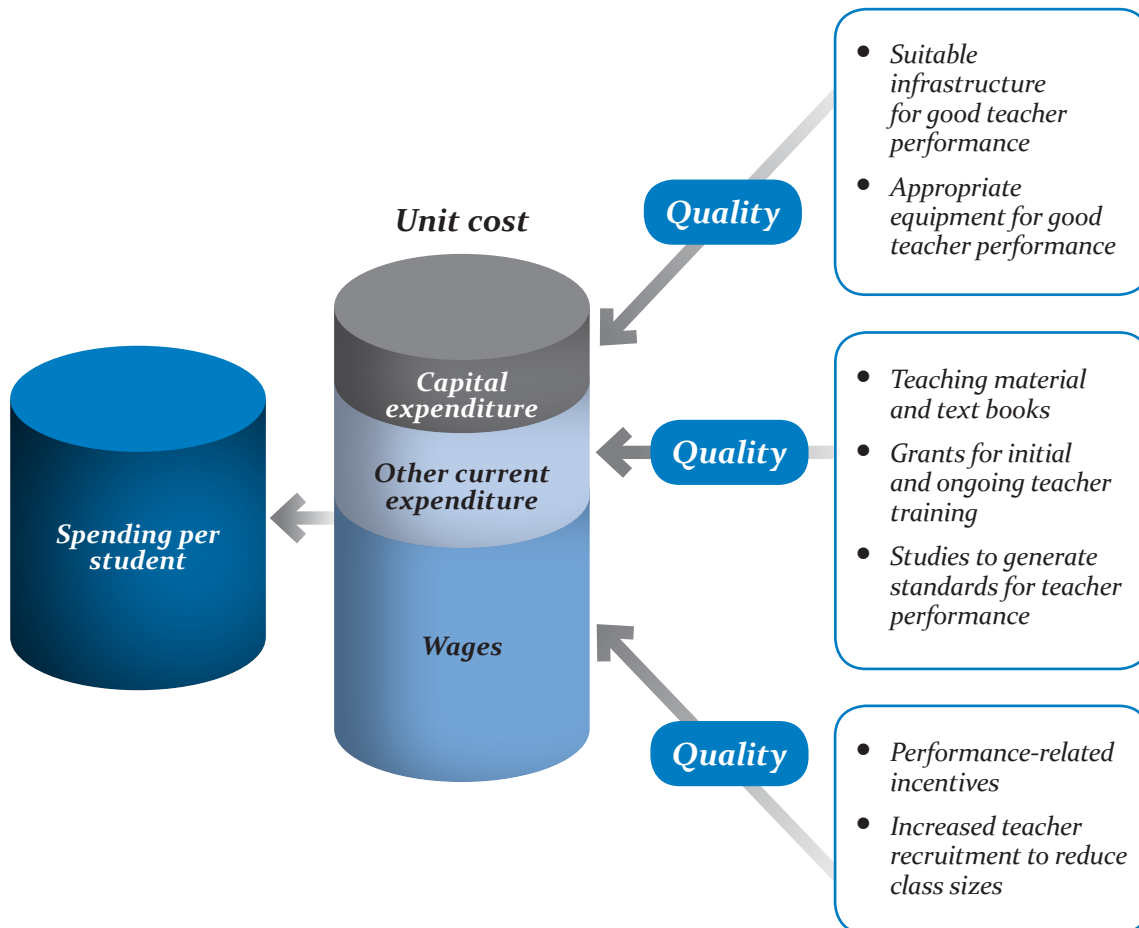 Unit cost
Spending per
student
Capital
expenditure
Other current
expenditure
Wages
Quality
• Suitable
infrastructure
for good teacher
performance
• Appropriate
equipment for good
teacher performance
Quality
• Teaching material
and text books
• Grants for initial
and ongoing teacher
training
• Studies to generate
standards for teacher
performance
Quality
• Performance-related
incentives
• Increased teacher
recruitment to reduce
class sizes